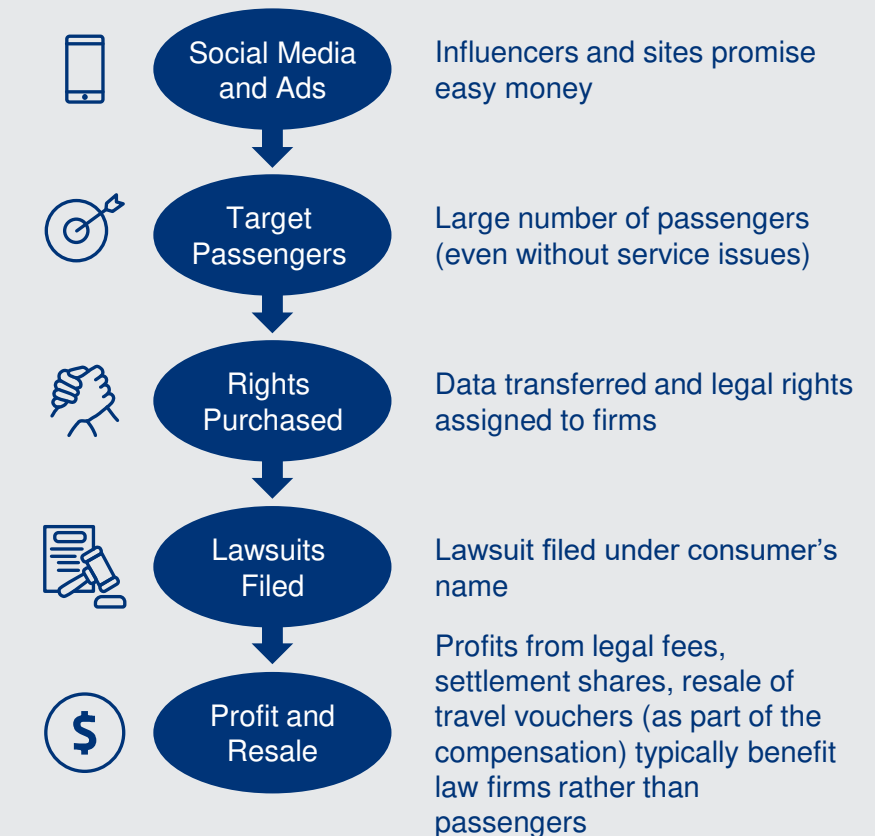 Social Media
and Ads
Influencers and sites promise
easy money
Target
Passengers
Large number of passengers
(even without service issues)
Rights
Purchased
Data transferred and legal rights
assigned to firms
Lawsuits
Filed
Lawsuit filed under consumer’s
name
Profit and
Resale
Profits from legal fees,
settlement shares, resale of
travel vouchers (as part of the
compensation) typically benefit
law firms rather than
passengers
$